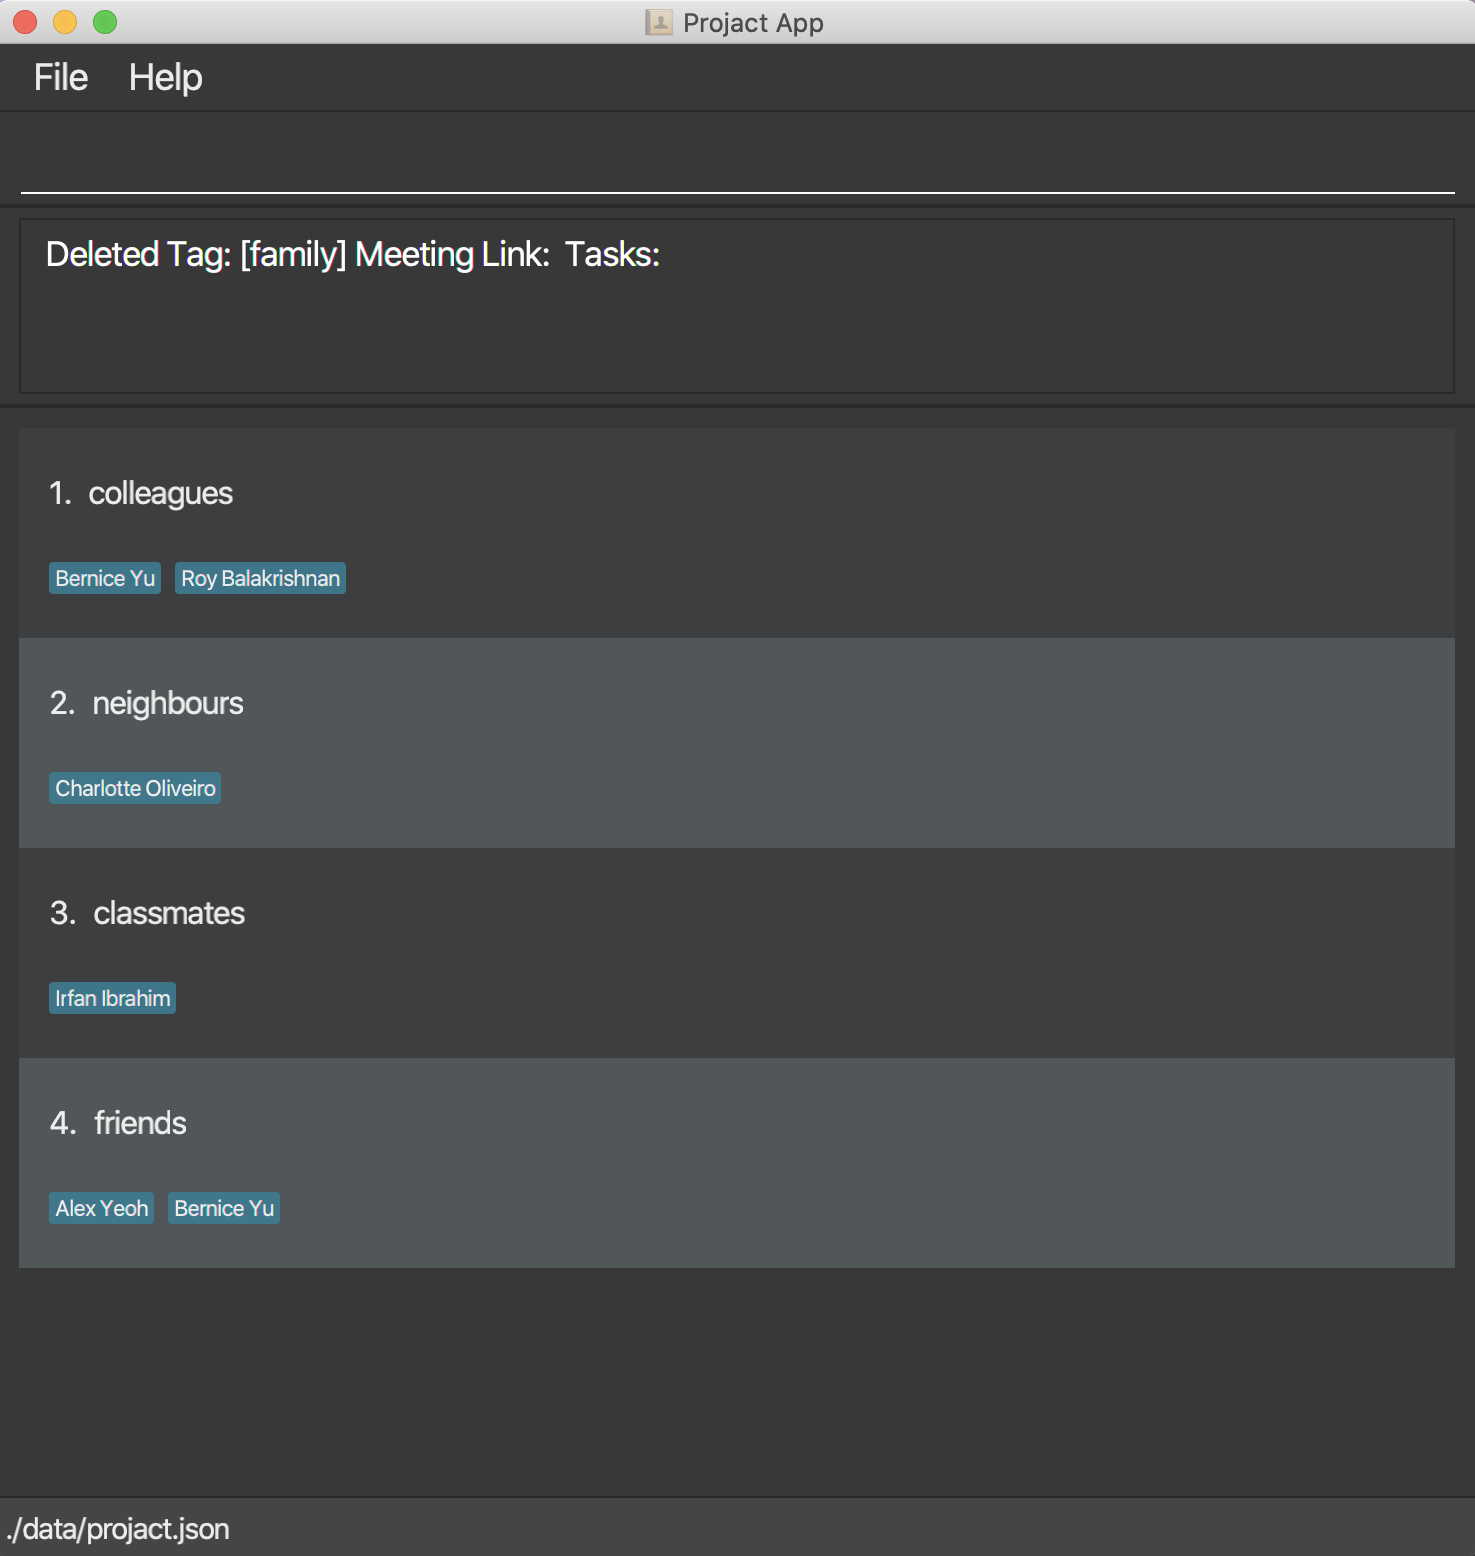 Projact App
File Help
Deleted Tag: [family] Meeting Link:  Tasks:
1. colleagues
Bernice Yu Roy Balakrishnan
2. neighbours
Charlotte Oliveiro
3. classmates
Irfan Ibrahim
4. friends
Alex Yeoh Bernice Yu
./data/projact.json